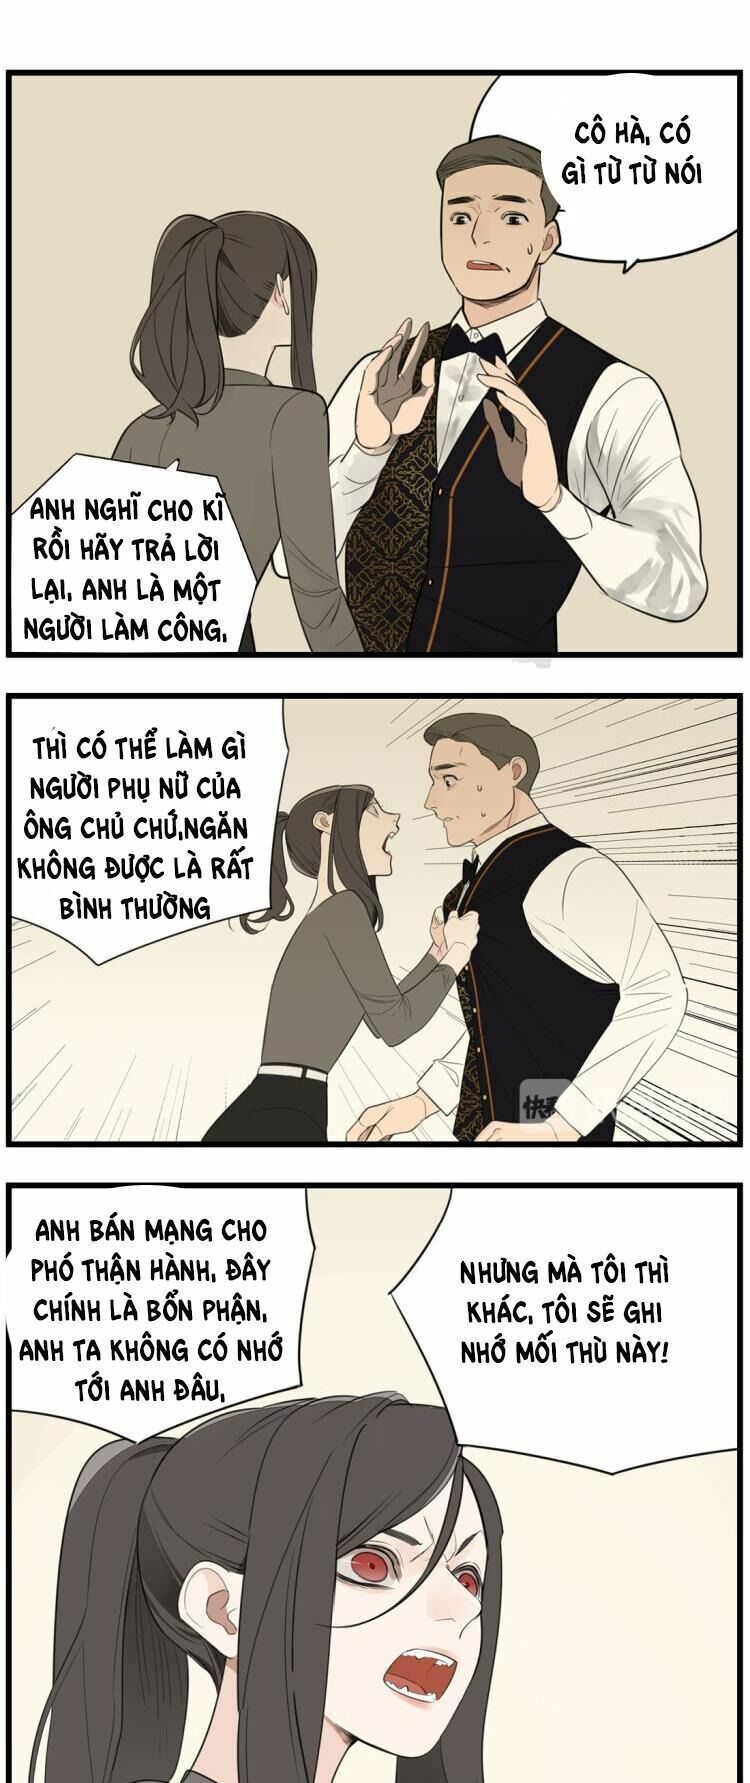 CÔ HÀ, CÓ
GÌ TỪ TỪ NÓI
ANH NGHĨ CHO KĨ
RỒI HÃY TRẢ LỜI
LẠI, ANH LÀ MỘT
NGƯỜI LÀM CÔNG,
THÌ CÓ THỂ LÀM GÌ
NGƯỜI PHỤ NỮ CỦA
ÔNG CHỦ CHỨ,NGĂN
KHÔNG ĐƯỢC LÀ RẤT
BÌNH THƯỜNG
ANH BÁN MẠNG CHO
PHÓ THẬN HÀNH, ĐÂY
CHÍNH LÀ BỔN PHẬN,
ANH TA KHÔNG CÓ NHỚ
TỚI ANH ĐÂU,
NHƯNG MÀ TÔI THÌ
KHÁC, TÔI SẼ GHI
NHỚ MỐI THÙ NÀY!